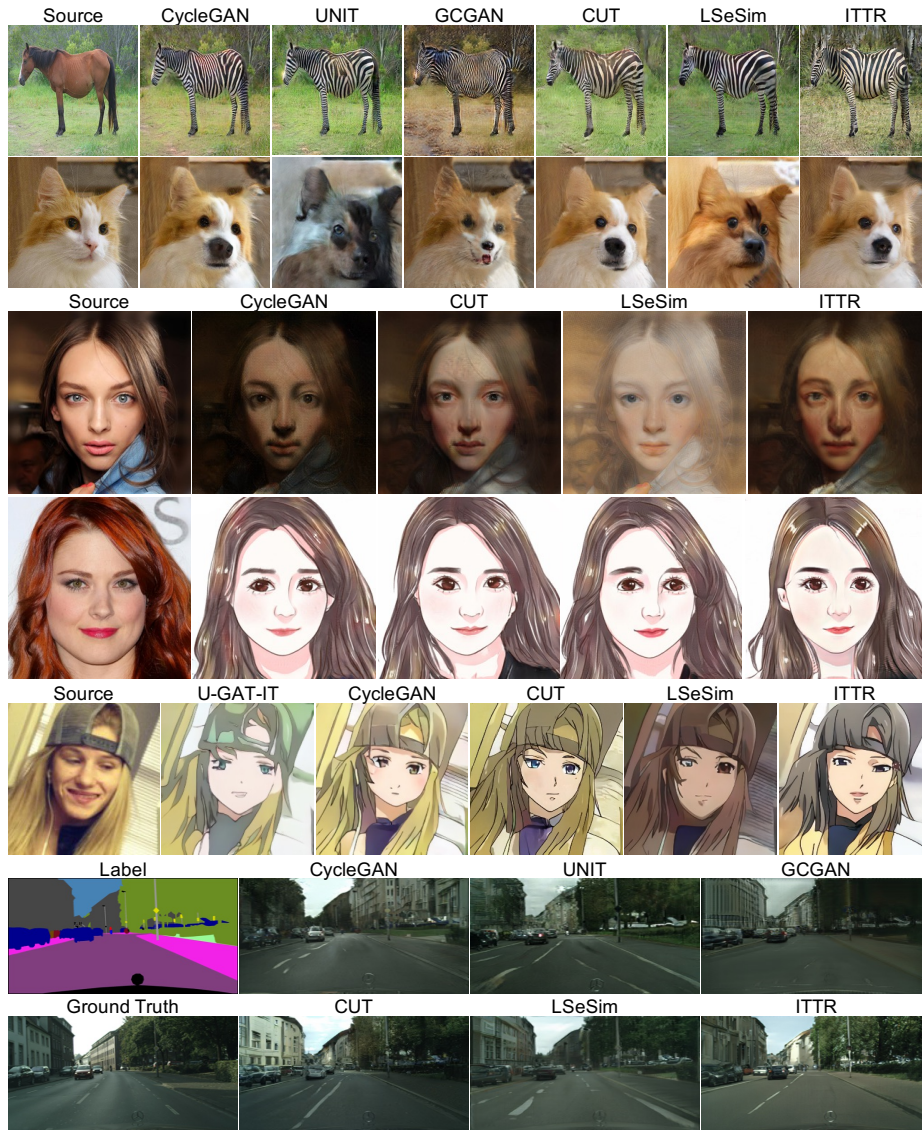 Source CycleGAN UNIT GCGAN CUT LSeSim ITTR
Source CycleGAN CUT LSeSim ITTR
S
Source U-GAT-IT CycleGAN CUT LSeSim ITTR
Label CycleGAN UNIT GCGAN
Ground Truth CUT LSeSim ITTR